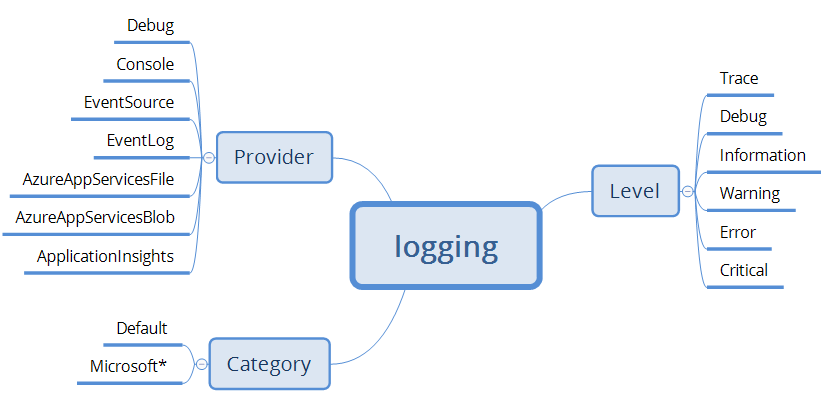 logging
Provider
Debug
Console
EventSource
EventLog
AzureAppServicesFile
AzureAppServicesBlob
ApplicationInsights
Category
Default
Microsoft*
Level
Trace
Debug
Information
Warning
Error
Critical